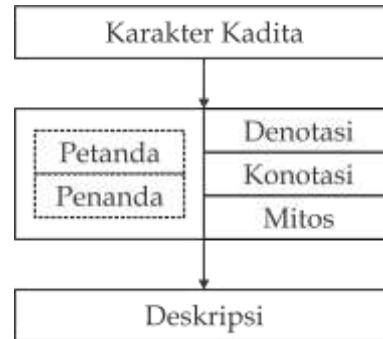 Karakter Kadita
Petanda
Penanda
Denotasi
Konotasi
Mitos
Deskripsi